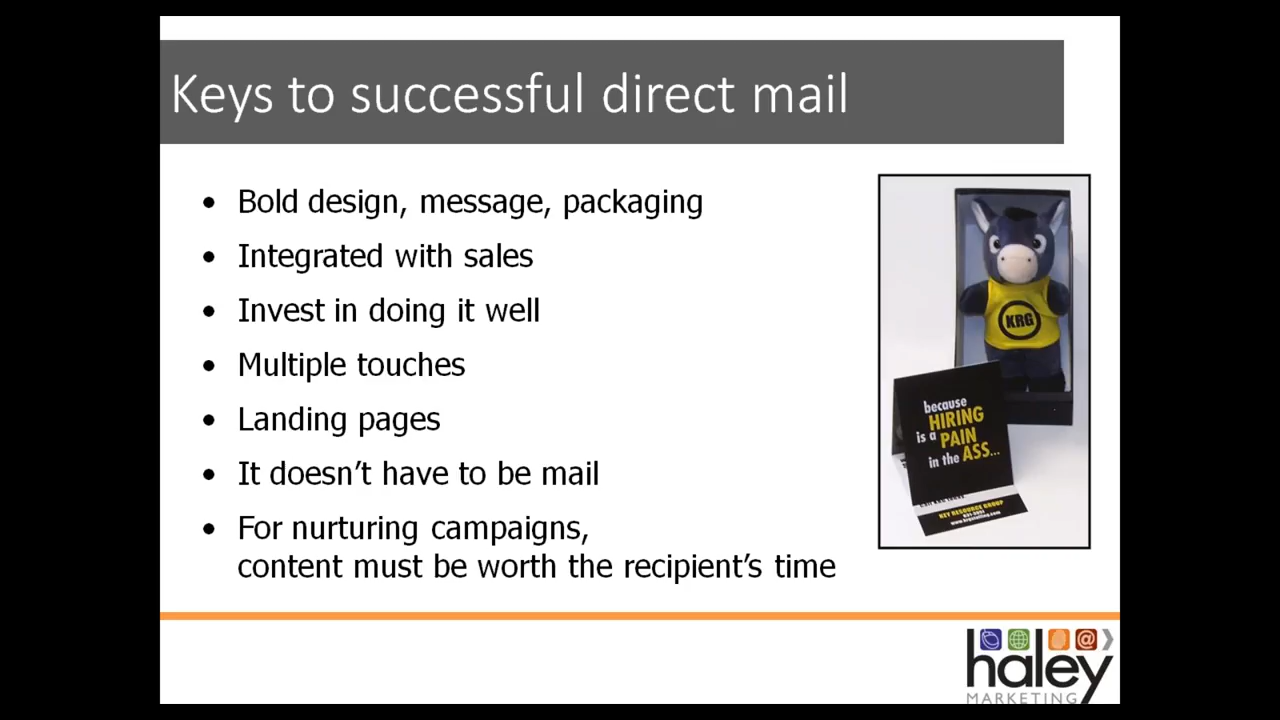 Keys to successful direct mail
• Bold design, message, packaging
• Integrated with sales
• Invest in doing it well
• Multiple touches
• Landing pages
• It doesn’t have to be mail
• For nurturing campaigns,
content must be worth the recipient’s time
KRG
because
HIRING
is a PAIN
in the ASS...
KEY RESOURCE GROUP
haley
MARKETING